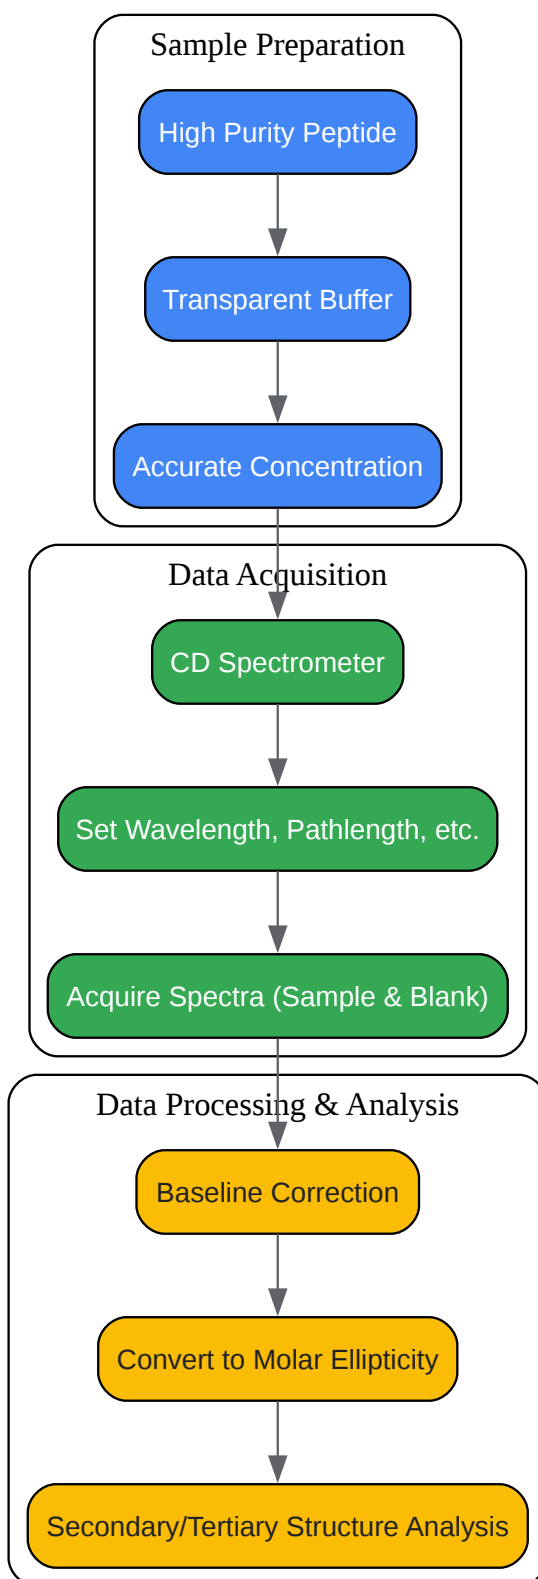 Sample Preparation
High Purity Peptide
Transparent Buffer
Accurate Concentration
Data Acquisition
CD Spectrometer
Set Wavelength, Pathlength, etc.
Acquire Spectra (Sample & Blank)
Data Processing & Analysis
Baseline Correction
Convert to Molar Ellipticity
Secondary/Tertiary Structure Analysis